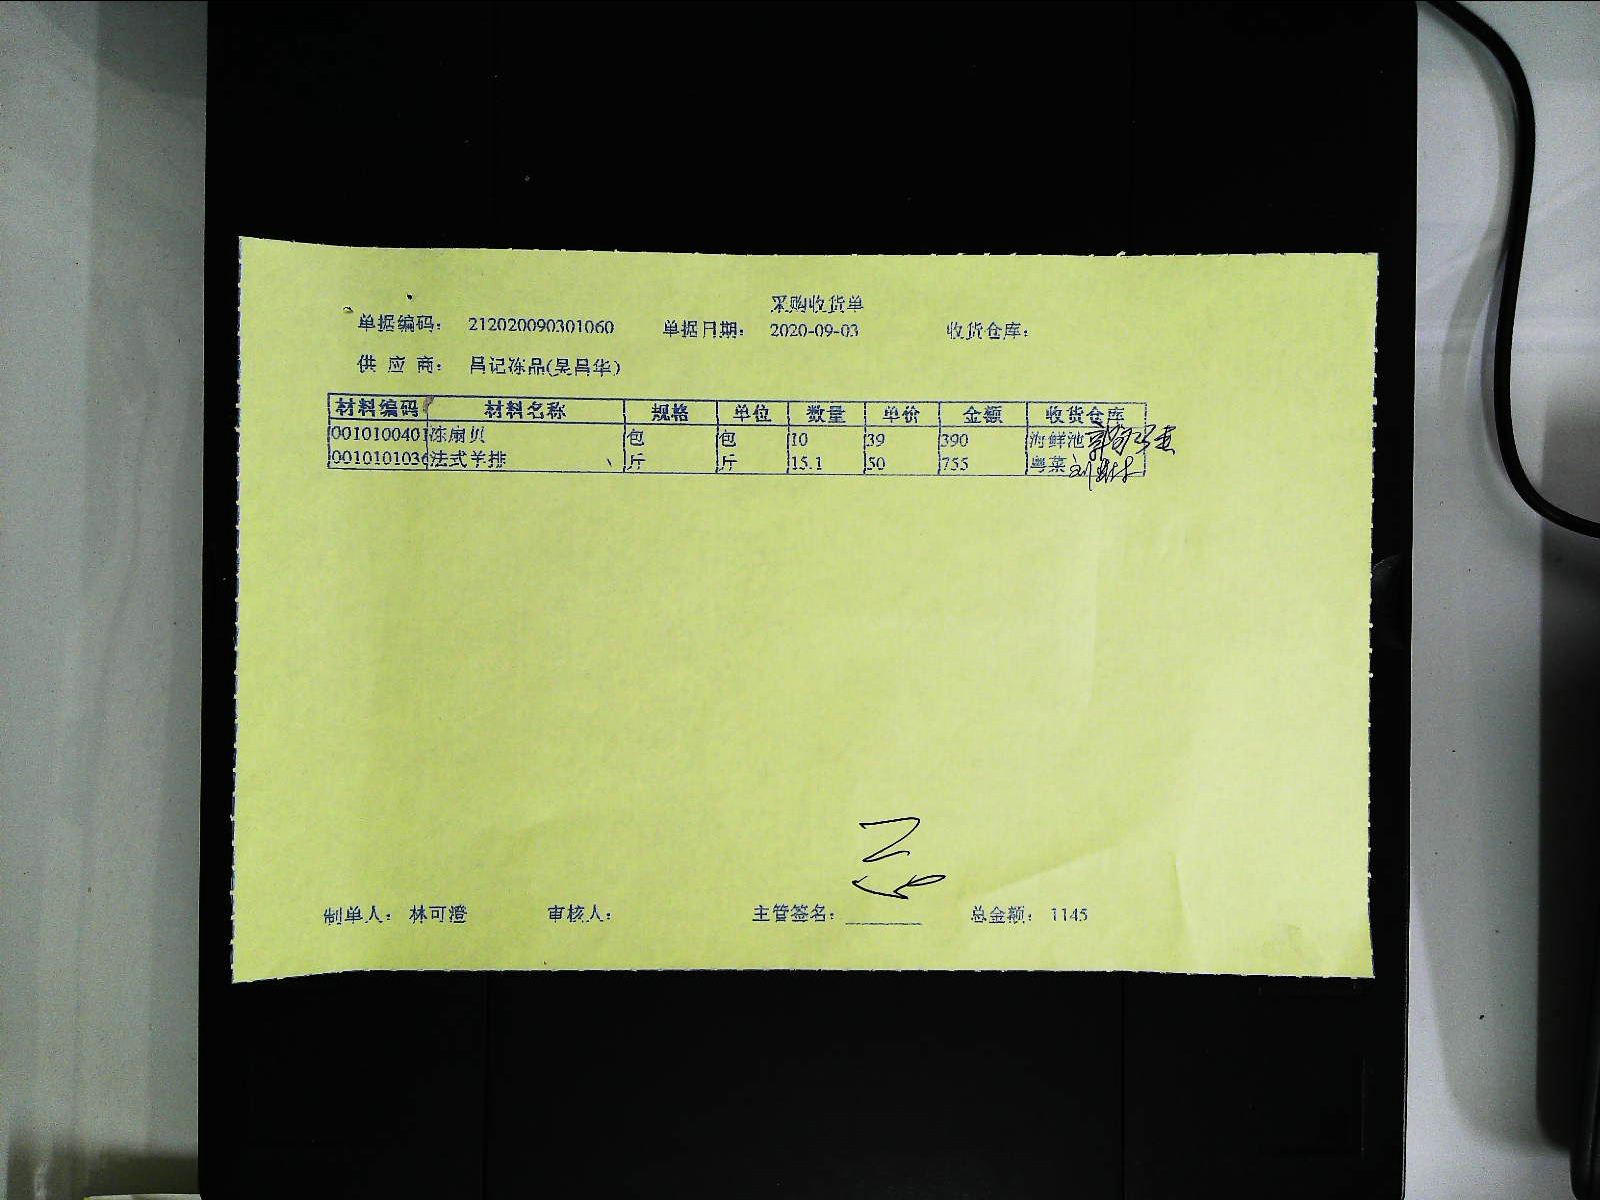 采购收货单
单据编码： 212020090301060 单据日期： 2020-09-03 收货仓库：
供 应 商： 吕记冻品(吴昌华)
材料编码 材料名称 规格 单位 数量 单价 金额 收货仓库
0010100401 冻扇贝 包 包 10 39 390 海鲜池
0010101036 法式羊排 斤 斤 15.1 50 755 粤菜
制单人： 林可澄 审核人： 主管签名： 总金额： 1145